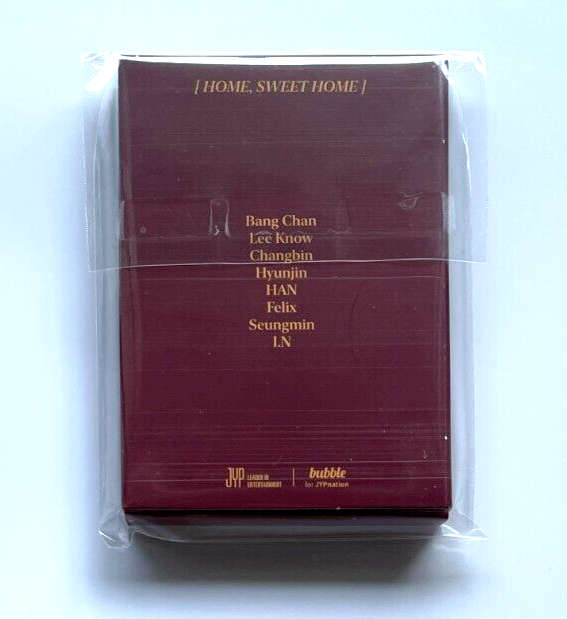 [ HOME, SWEET HOME ]
Bang Chan
Lee Know
Changbin
Hyunjin
HAN
Felix
Seungmin
I.N
JYP LEADER IN ENTERTAINMENT | bubble for JYPnation